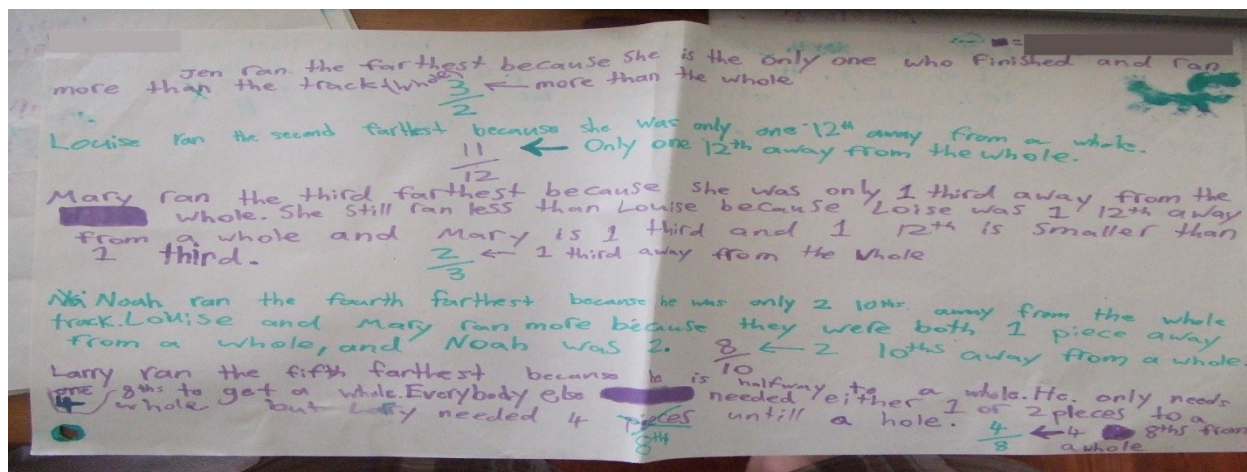 Jen ran the farthest because she is the only one who finished and ran
more than the track (whole)
3/2 ← more than the whole
Louise ran the second farthest because she was only one 12th away from a whole.
11/12 ← Only one 12th away from the whole.
Mary ran the third farthest because she was only 1 third away from the
whole. She still ran less than Louise because Loise was 1 12th away
from a whole and Mary is 1 third and 1 12th is smaller than
1 third.
2/3 ← 1 third away from the whole
Noah ran the fourth farthest because he was only 2 10ths away from the whole
track. Louise and Mary ran more because they were both 1 piece away
from a whole, and Noah was 2.
8/10 ← 2 10ths away from a whole.
Larry ran the fifth farthest because he is halfway to a whole. He only needs
4 8ths to get a whole. Everybody else needed either 1 or 2 pieces to a
whole but Larry needed 4 8ths untill a hole.
4/8 ← 4 8ths from
a whole